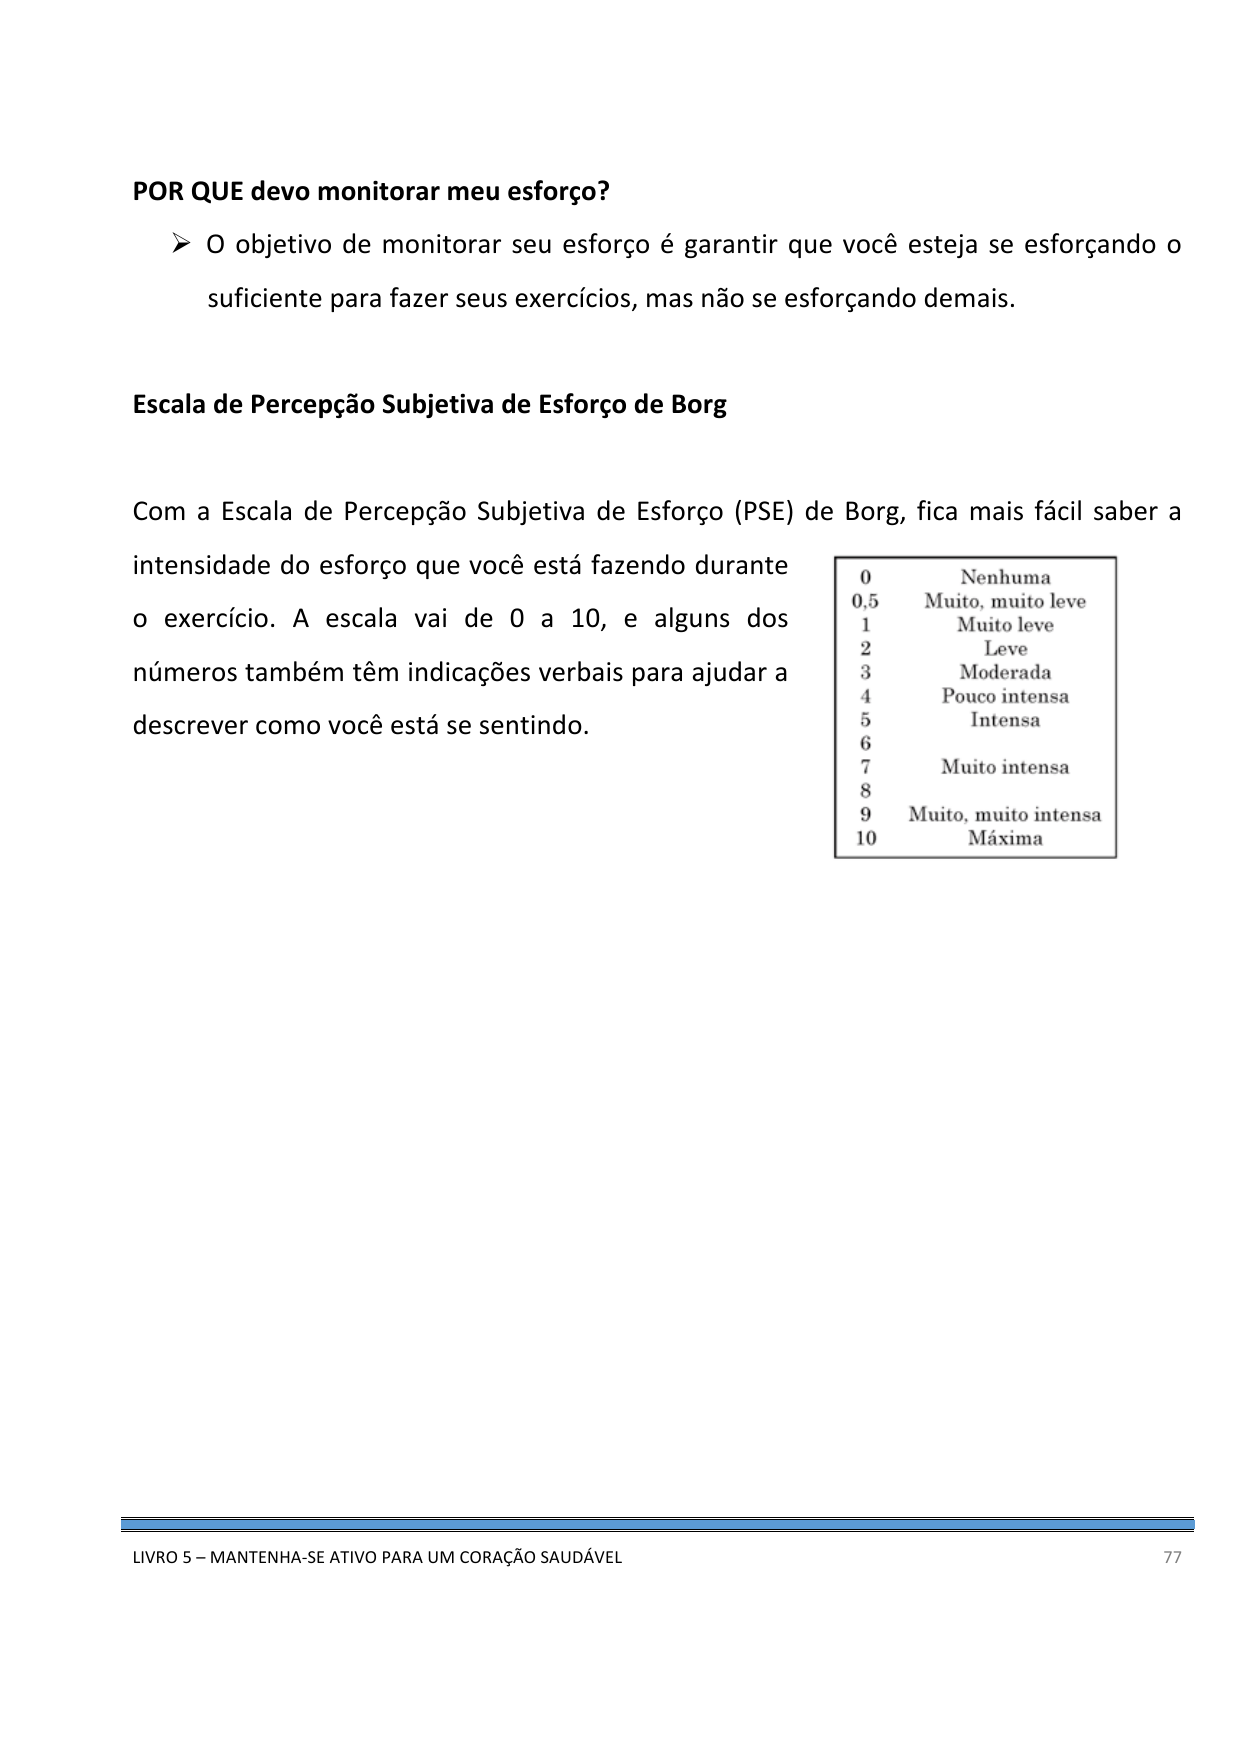 POR QUE devo monitorar meu esforço?
➢ O objetivo de monitorar seu esforço é garantir que você esteja se esforçando o
suficiente para fazer seus exercícios, mas não se esforçando demais.
Escala de Percepção Subjetiva de Esforço de Borg
Com a Escala de Percepção Subjetiva de Esforço (PSE) de Borg, fica mais fácil saber a
intensidade do esforço que você está fazendo durante
o exercício. A escala vai de 0 a 10, e alguns dos
números também têm indicações verbais para ajudar a
descrever como você está se sentindo.
0 Nenhuma
0,5 Muito, muito leve
1 Muito leve
2 Leve
3 Moderada
4 Pouco intensa
5 Intensa
6
7 Muito intensa
8
9 Muito, muito intensa
10 Máxima
LIVRO 5 – MANTENHA-SE ATIVO PARA UM CORAÇÃO SAUDÁVEL 77